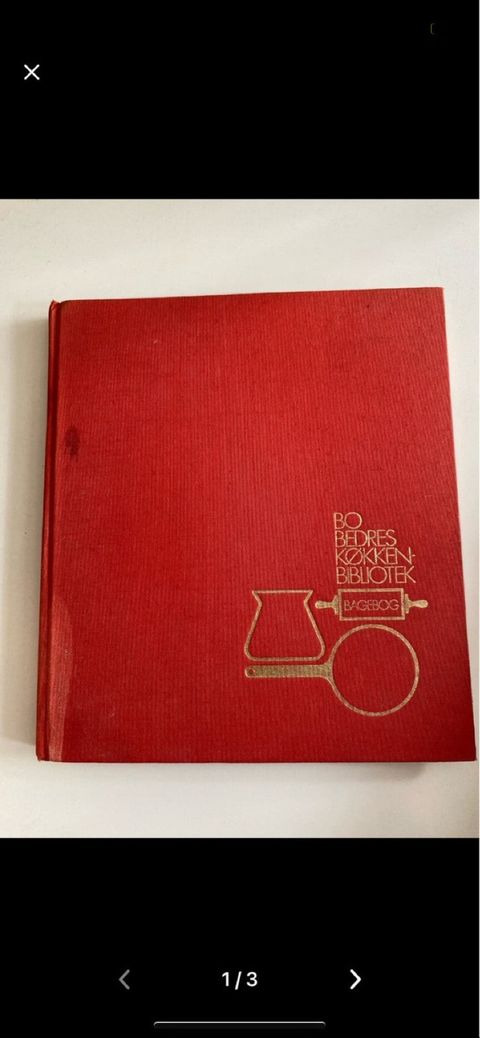 BO
BEDRES
KØKKEN-
BIBLIOTEK
BAGEBOG
1/3